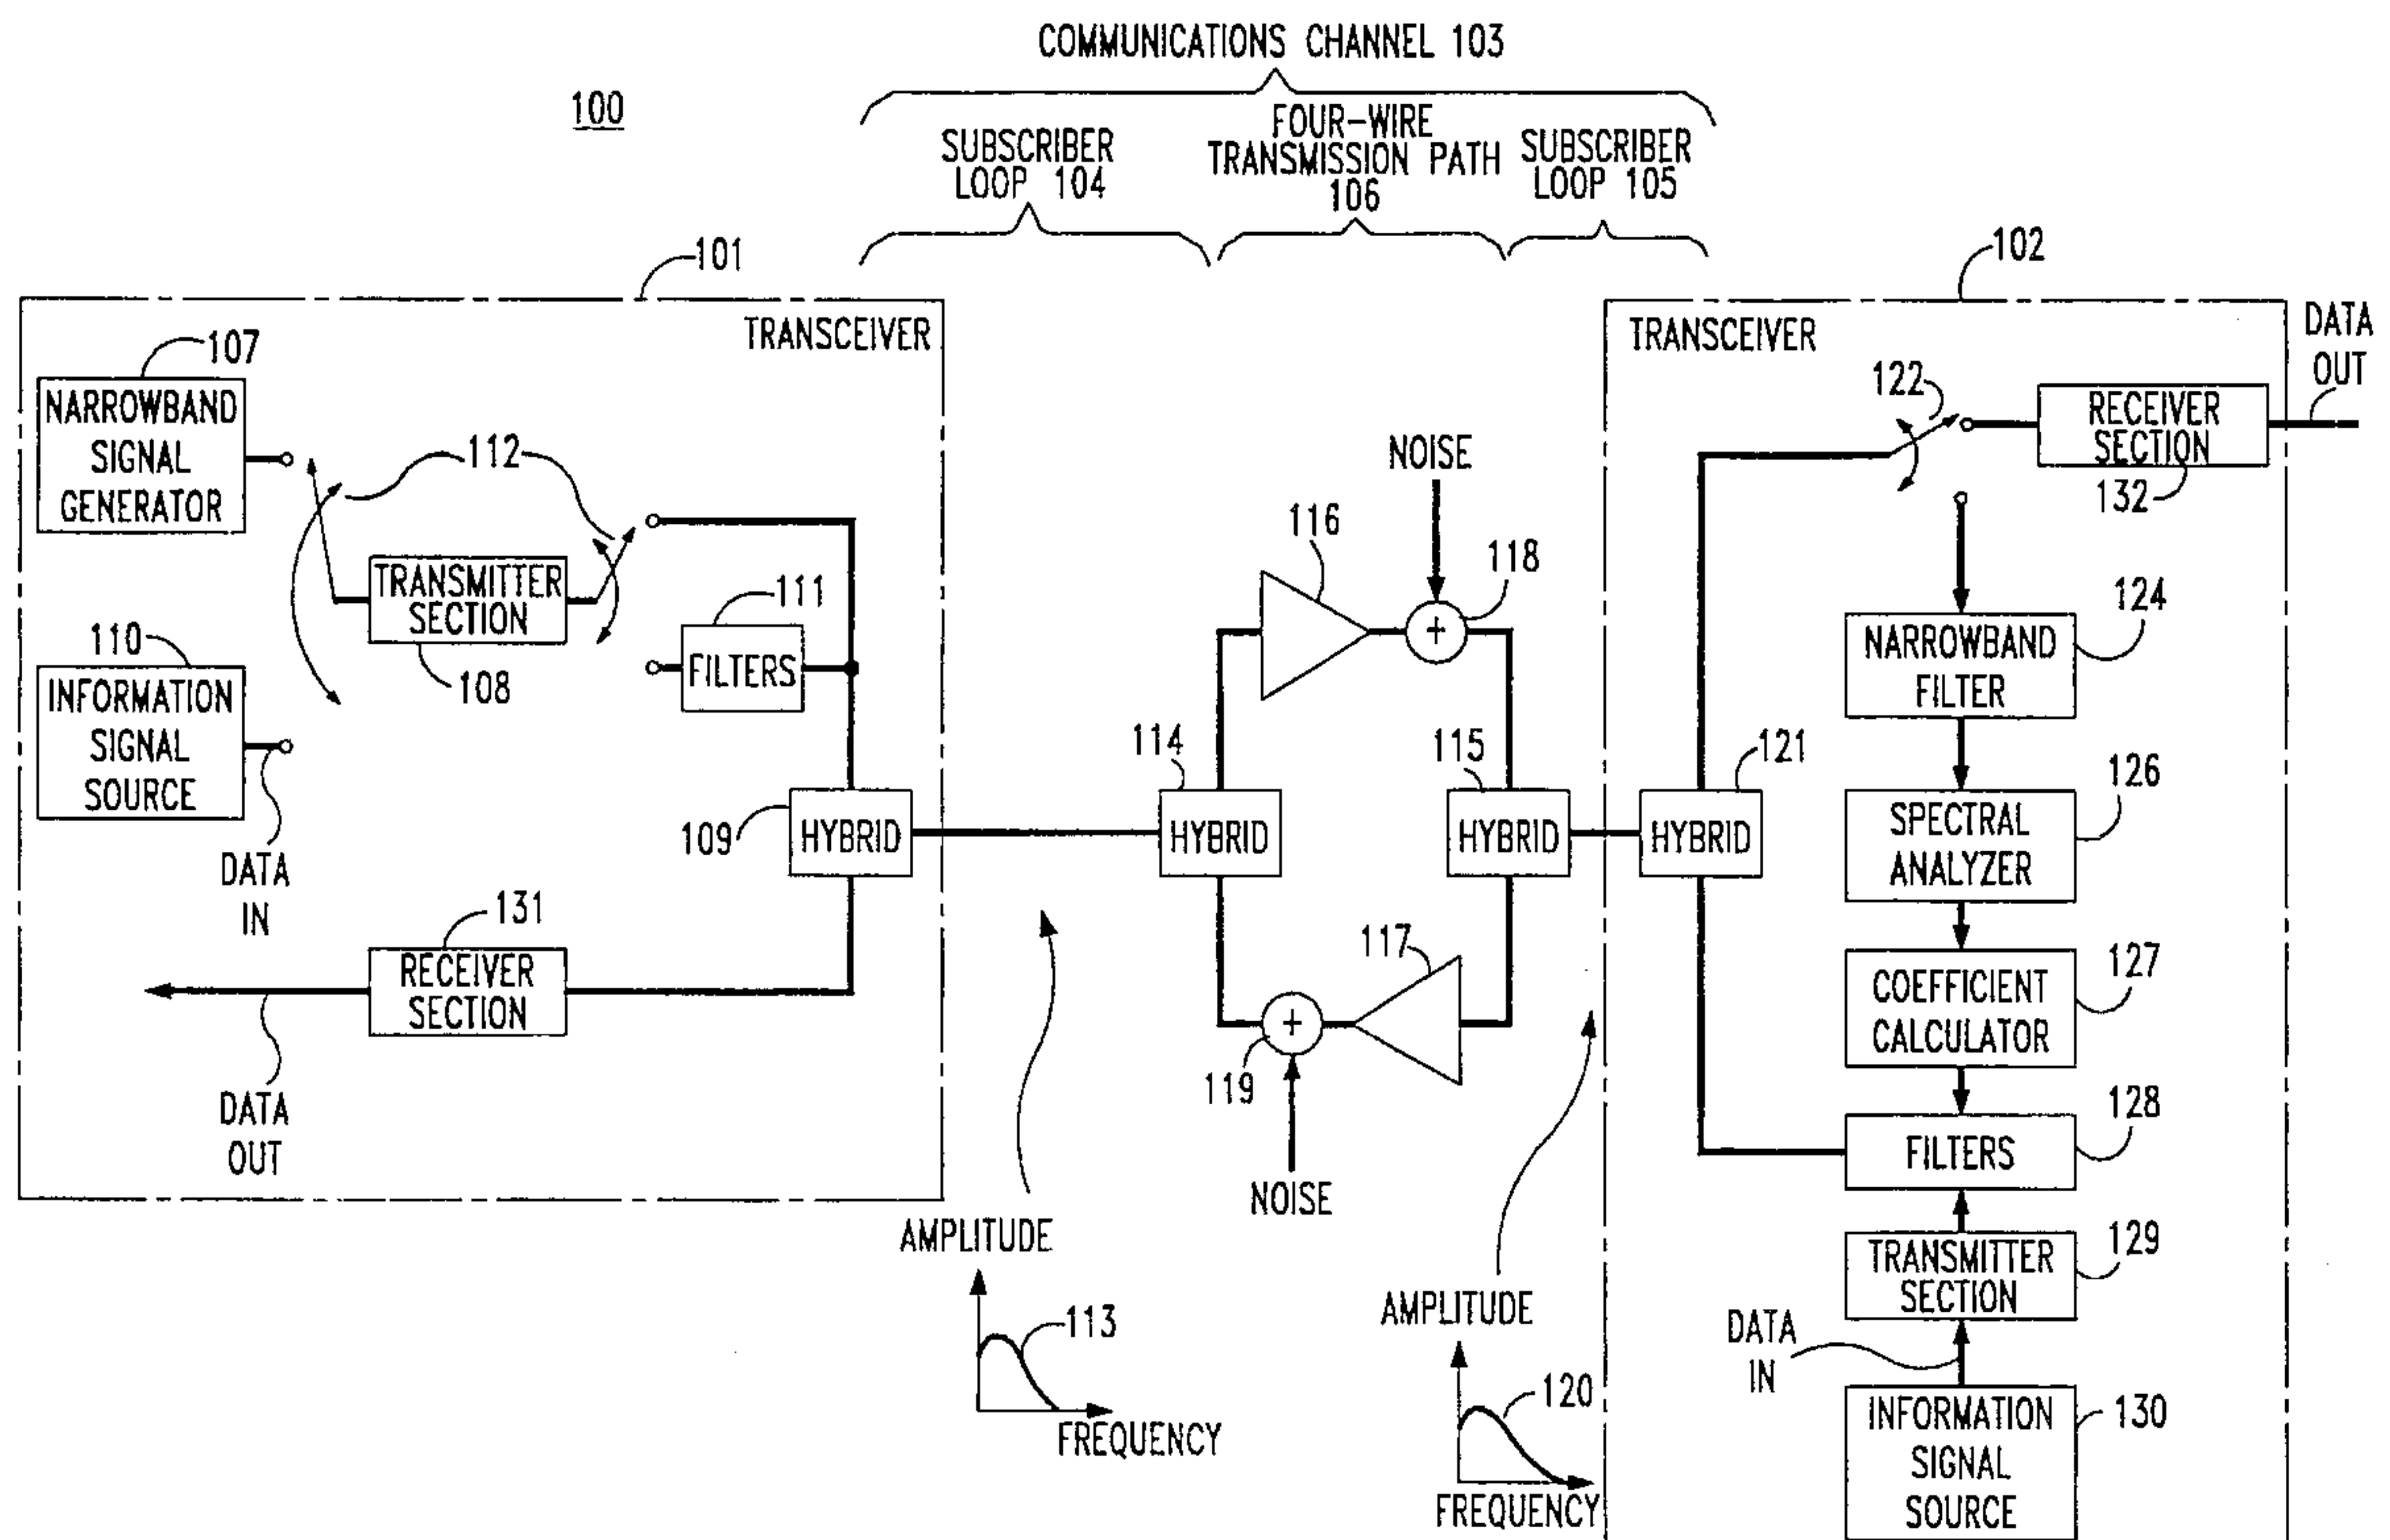 COMMUNICATIONS CHANNEL 103
100
SUBSCRIBER
LOOP 104
FOUR-WIRE
TRANSMISSION PATH
106
SUBSCRIBER
LOOP 105
101
TRANSCEIVER
107
NARROWBAND
SIGNAL
GENERATOR
112
TRANSMITTER
SECTION
108
111
FILTERS
110
INFORMATION
SIGNAL
SOURCE
DATA
IN
109
HYBRID
131
RECEIVER
SECTION
DATA
OUT
AMPLITUDE
113
FREQUENCY
NOISE
116
118
+
114
HYBRID
115
HYBRID
117
+
119
NOISE
AMPLITUDE
120
FREQUENCY
102
TRANSCEIVER
DATA
OUT
122
RECEIVER
SECTION
132
124
NARROWBAND
FILTER
121
HYBRID
126
SPECTRAL
ANALYZER
127
COEFFICIENT
CALCULATOR
128
FILTERS
129
TRANSMITTER
SECTION
DATA
IN
130
INFORMATION
SIGNAL
SOURCE